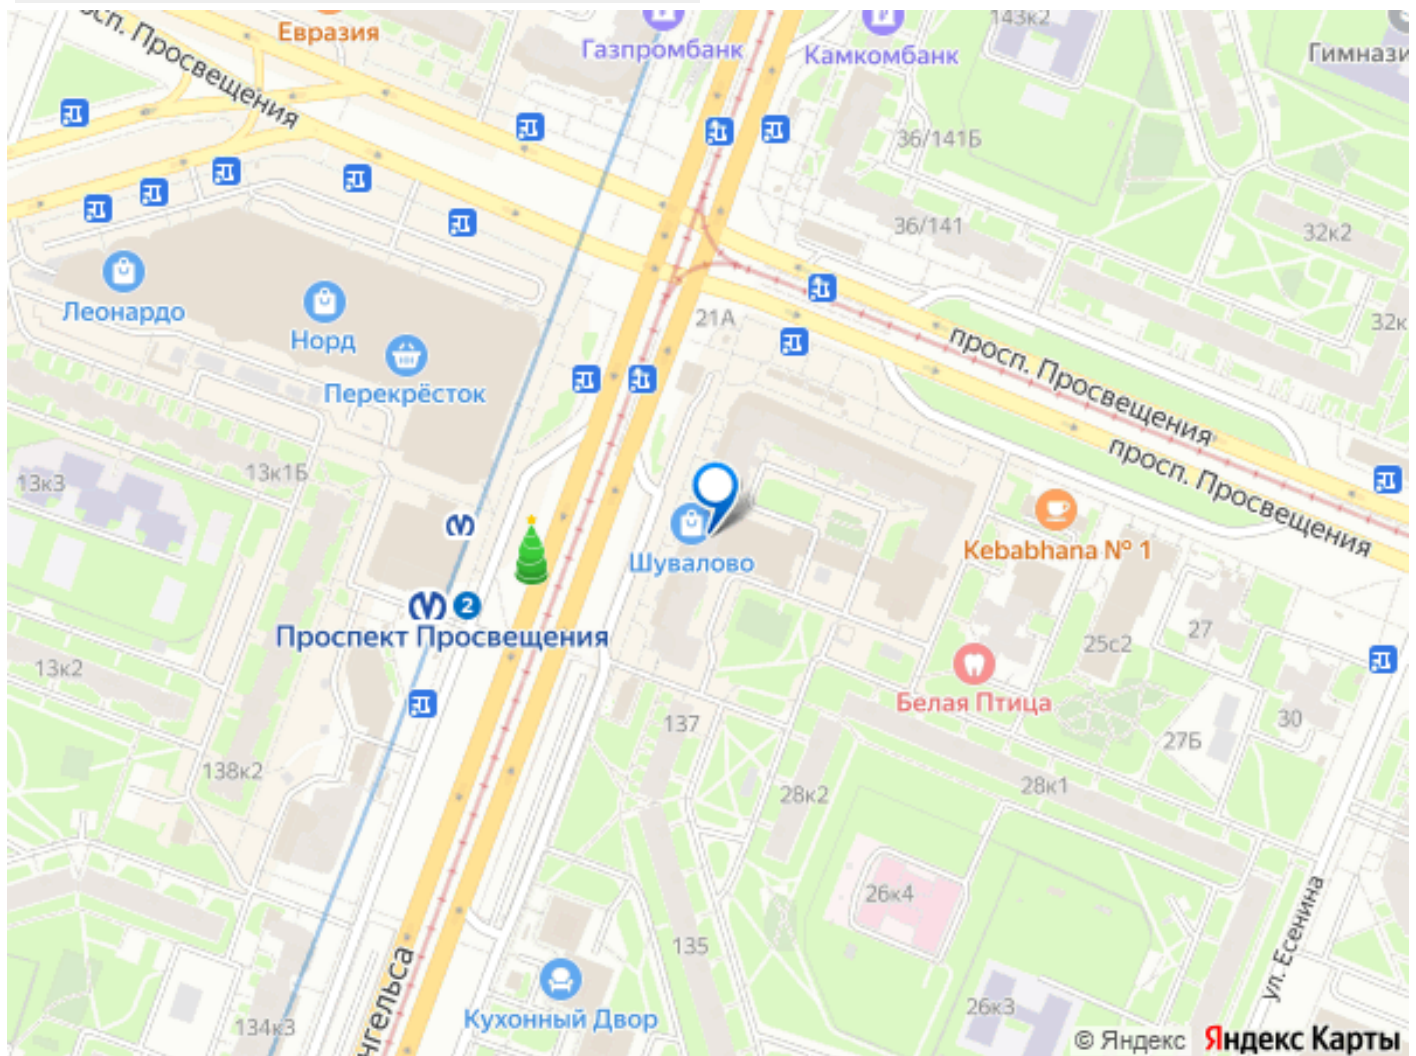 Евразия
Газпромбанк
Камкомбанк
143к2
Гимнази
просп. Просвещения
36/141Б
36/141
32к2
32к
Леонардо
Норд
Перекрёсток
21А
просп. Просвещения
просп. Просвещения
13к3
13к1Б
Шувалово
Kebabhana № 1
2
Проспект Просвещения
25с2
27
13к2
Белая Птица
137
30
27Б
138к2
28к2
28к1
26к4
ул. Есенина
135
нгельса
26к3
134к3
Кухонный Двор
© Яндекс Яндекс Карты